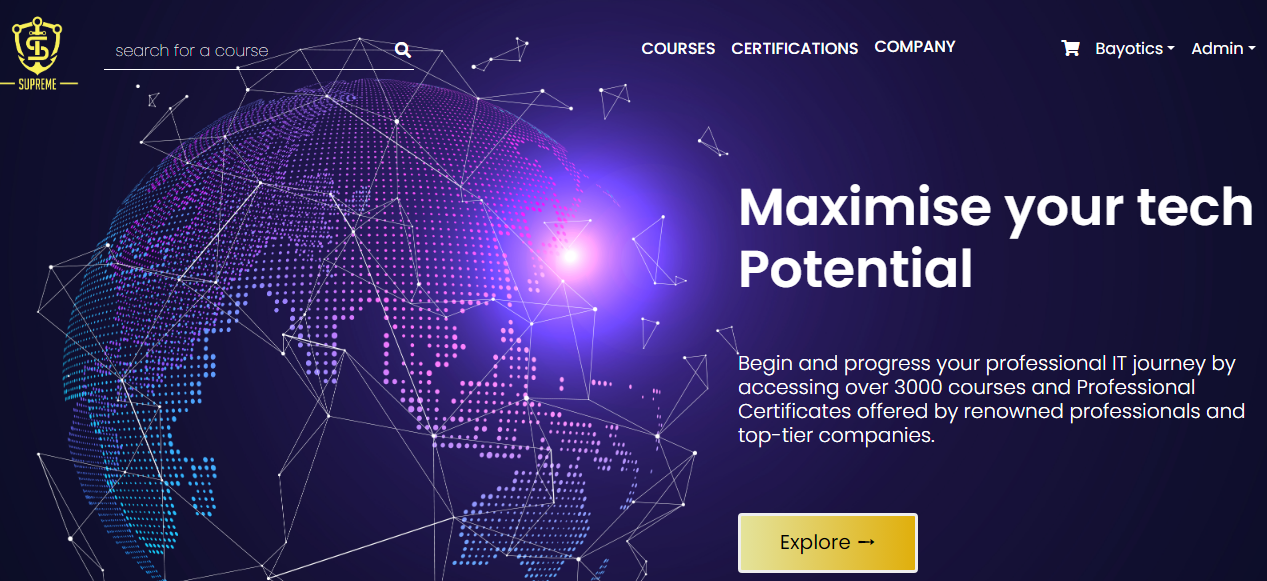 SUPREME
search for a course
COURSES CERTIFICATIONS COMPANY
Bayotics Admin
Maximise your tech
Potential
Begin and progress your professional IT journey by
accessing over 3000 courses and Professional
Certificates offered by renowned professionals and
top-tier companies.
Explore →